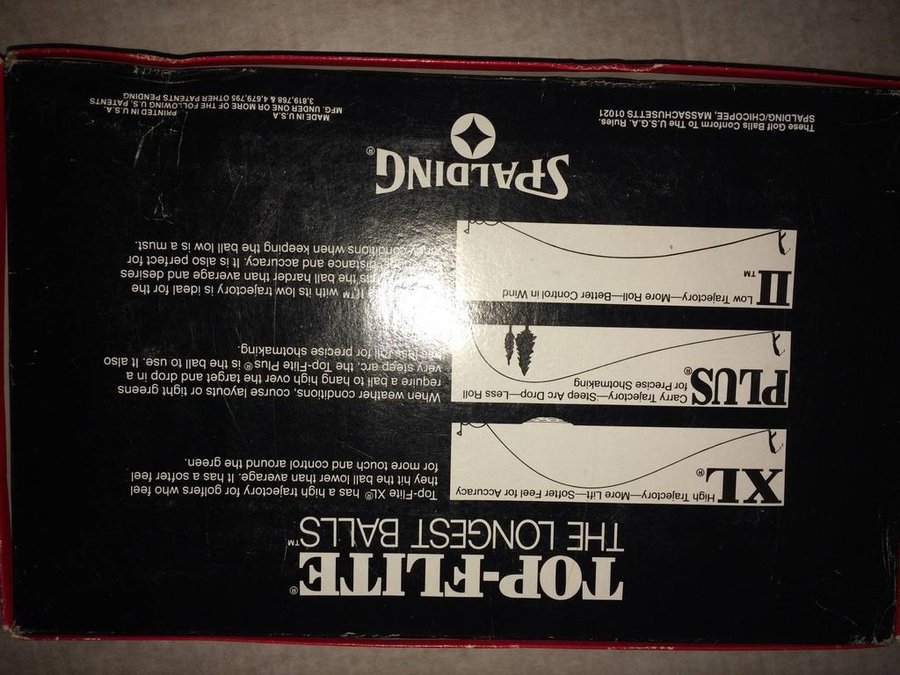 TOP-FLITE®
THE LONGEST BALLS™
XL®
High Trajectory—More Lift—Softer Feel for Accuracy
Top-Flite XL® has a high trajectory for golfers who feel
they hit the ball lower than average. It has a softer feel
for more touch and control around the green.
PLUS®
Carry Trajectory—Steep Arc Drop—Less Roll
for Precise Shotmaking
When weather conditions, course layouts or tight greens
require a ball to hang high over the target and drop in a
very steep arc, the Top-Flite Plus® is the ball to use. It also
has less roll for precise shotmaking.
II™
Low Trajectory—More Roll—Better Control in Wind
II™ with its low trajectory is ideal for the
the ball harder than average and desires
distance and accuracy. It is also perfect for
conditions when keeping the ball low is a must.
SPALDING®
These Golf Balls Conform To The U.S.G.A. Rules.
SPALDING/CHICOPEE, MASSACHUSETTS 01021
MADE IN U.S.A
PRINTED IN U.S.A.
MFG. UNDER ONE OR MORE OF THE FOLLOWING U.S. PATENTS
3,819,768 & 4,679,795 OTHER PATENTS PENDING